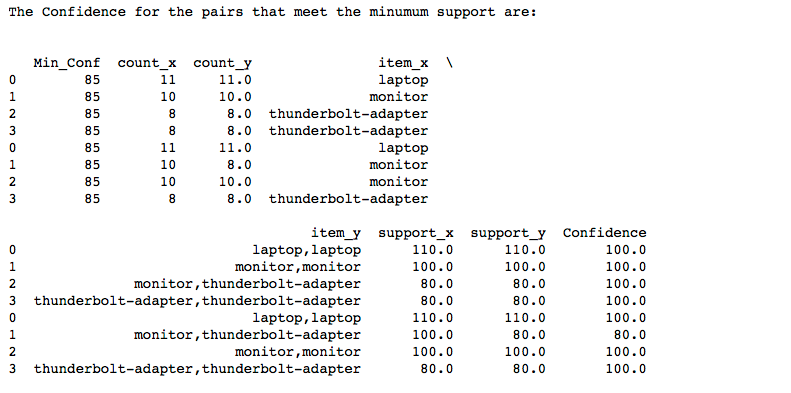 The Confidence for the pairs that meet the minumum support are:
Min_Conf count_x count_y item_x \
0 85 11 11.0 laptop
1 85 10 10.0 monitor
2 85 8 8.0 thunderbolt-adapter
3 85 8 8.0 thunderbolt-adapter
0 85 11 11.0 laptop
1 85 10 8.0 monitor
2 85 10 10.0 monitor
3 85 8 8.0 thunderbolt-adapter
item_y support_x support_y Confidence
0 laptop,laptop 110.0 110.0 100.0
1 monitor,monitor 100.0 100.0 100.0
2 monitor,thunderbolt-adapter 80.0 80.0 100.0
3 thunderbolt-adapter,thunderbolt-adapter 80.0 80.0 100.0
0 laptop,laptop 110.0 110.0 100.0
1 monitor,thunderbolt-adapter 100.0 80.0 80.0
2 monitor,monitor 100.0 100.0 100.0
3 thunderbolt-adapter,thunderbolt-adapter 80.0 80.0 100.0